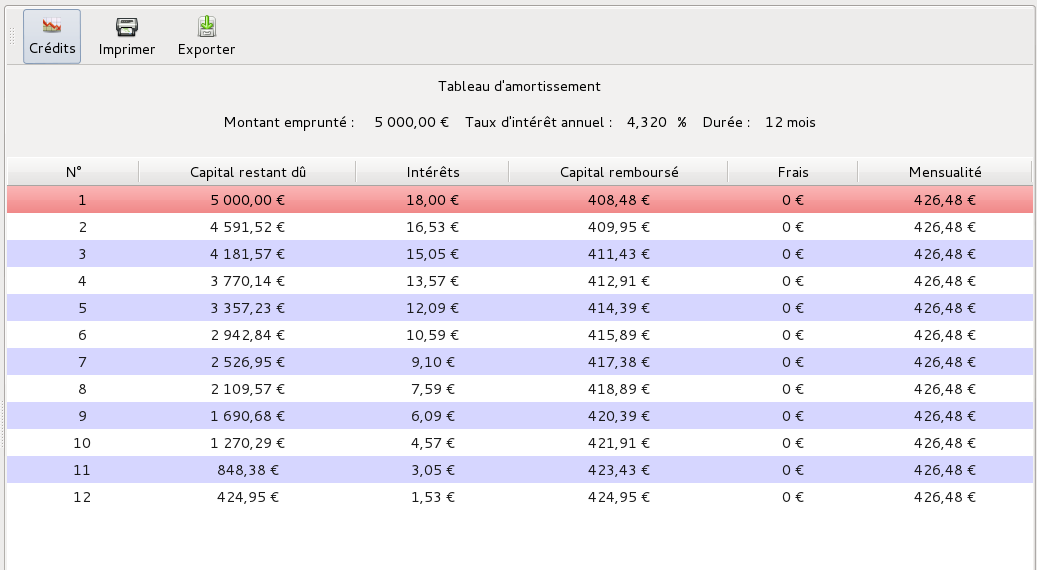 Crédits Imprimer Exporter
Tableau d'amortissement
Montant emprunté : 5 000,00 € Taux d'intérêt annuel : 4,320 % Durée : 12 mois
N° Capital restant dû Intérêts Capital remboursé Frais Mensualité
1 5 000,00 € 18,00 € 408,48 € 0 € 426,48 €
2 4 591,52 € 16,53 € 409,95 € 0 € 426,48 €
3 4 181,57 € 15,05 € 411,43 € 0 € 426,48 €
4 3 770,14 € 13,57 € 412,91 € 0 € 426,48 €
5 3 357,23 € 12,09 € 414,39 € 0 € 426,48 €
6 2 942,84 € 10,59 € 415,89 € 0 € 426,48 €
7 2 526,95 € 9,10 € 417,38 € 0 € 426,48 €
8 2 109,57 € 7,59 € 418,89 € 0 € 426,48 €
9 1 690,68 € 6,09 € 420,39 € 0 € 426,48 €
10 1 270,29 € 4,57 € 421,91 € 0 € 426,48 €
11 848,38 € 3,05 € 423,43 € 0 € 426,48 €
12 424,95 € 1,53 € 424,95 € 0 € 426,48 €